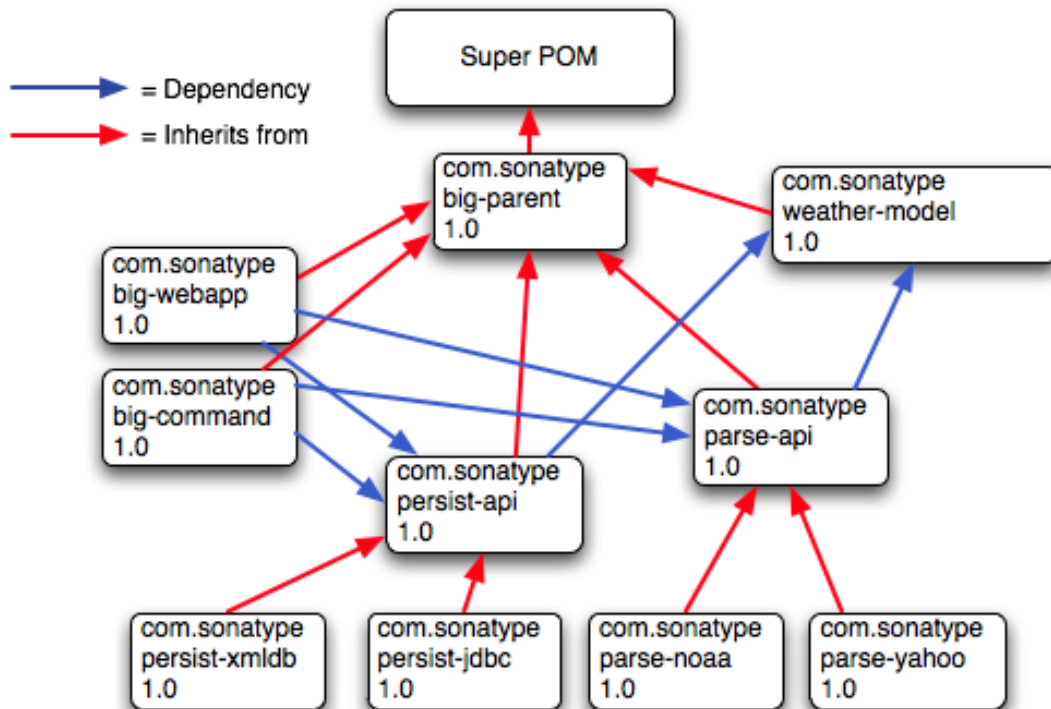 Super POM
= Dependency
= Inherits from
com.sonatype
big-parent
1.0
com.sonatype
weather-model
1.0
com.sonatype
big-webapp
1.0
com.sonatype
big-command
1.0
com.sonatype
parse-api
1.0
com.sonatype
persist-api
1.0
com.sonatype
persist-xmldb
1.0
com.sonatype
persist-jdbc
1.0
com.sonatype
parse-noaa
1.0
com.sonatype
parse-yahoo
1.0